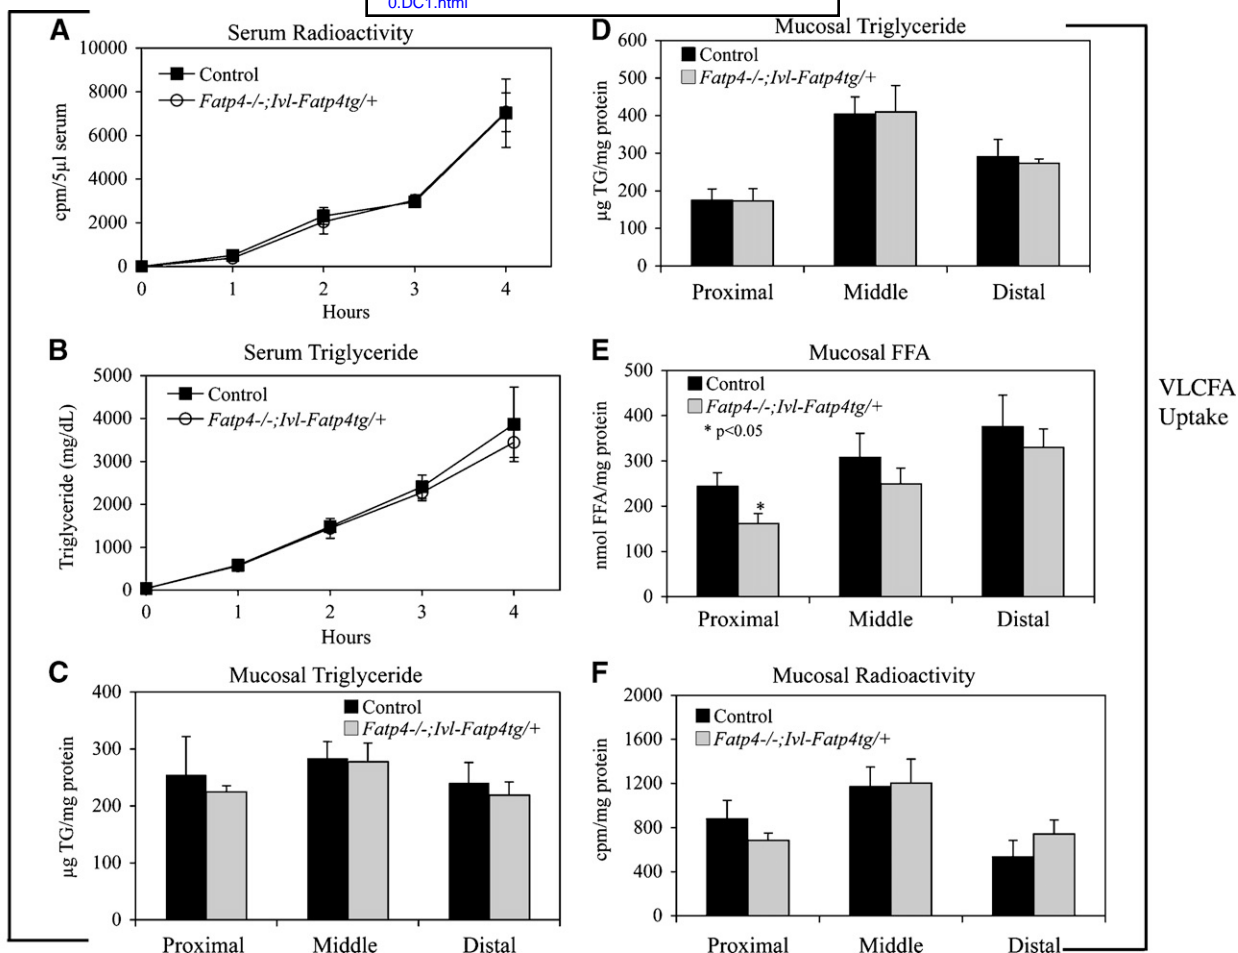 0.DC1.html
A
Serum Radioactivity
10000
8000
6000
4000
2000
0
cpm/5µl serum
Control
Fatp4-/-;Ivl-Fatp4tg/+
0 1 2 3 4
Hours
B
Serum Triglyceride
5000
4000
3000
2000
1000
0
Triglyceride (mg/dL)
Control
Fatp4-/-;Ivl-Fatp4tg/+
0 1 2 3 4
Hours
C
Mucosal Triglyceride
400
300
200
100
0
µg TG/mg protein
Control
Fatp4-/-;Ivl-Fatp4tg/+
Proximal Middle Distal
D
Mucosal Triglyceride
600
500
400
300
200
100
0
µg TG/mg protein
Control
Fatp4-/-;Ivl-Fatp4tg/+
Proximal Middle Distal
E
Mucosal FFA
500
400
300
200
100
0
nmol FFA/mg protein
Control
Fatp4-/-;Ivl-Fatp4tg/+
* p<0.05
*
Proximal Middle Distal
F
Mucosal Radioactivity
2000
1600
1200
800
400
0
cpm/mg protein
Control
Fatp4-/-;Ivl-Fatp4tg/+
Proximal Middle Distal
VLCFA
Uptake